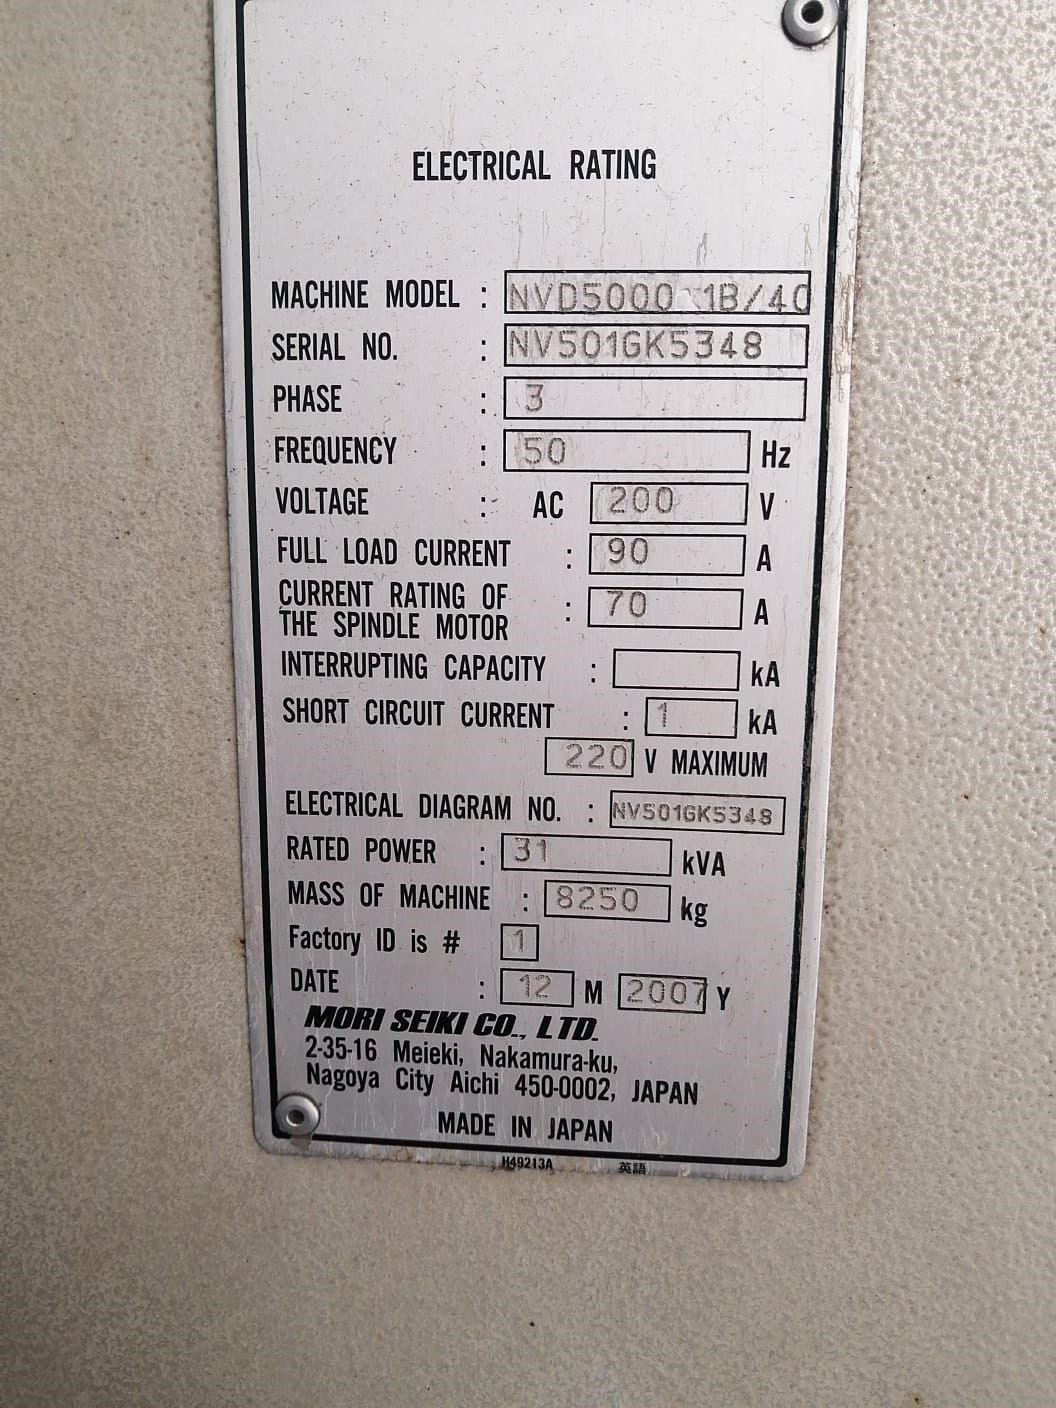 ELECTRICAL RATING
MACHINE MODEL : NVD5000 1B/40
SERIAL NO. : NV501GK5348
PHASE : 3
FREQUENCY : 50 Hz
VOLTAGE : AC 200 V
FULL LOAD CURRENT : 90 A
CURRENT RATING OF
THE SPINDLE MOTOR : 70 A
INTERRUPTING CAPACITY : kA
SHORT CIRCUIT CURRENT : 1 kA
220 V MAXIMUM
ELECTRICAL DIAGRAM NO. : NV501GK5348
RATED POWER : 31 kVA
MASS OF MACHINE : 8250 kg
Factory ID is # 1
DATE : 12 M 2007 Y
MORI SEIKI CO., LTD.
2-35-16 Meieki, Nakamura-ku,
Nagoya City Aichi 450-0002, JAPAN
MADE IN JAPAN
H49213A 英語